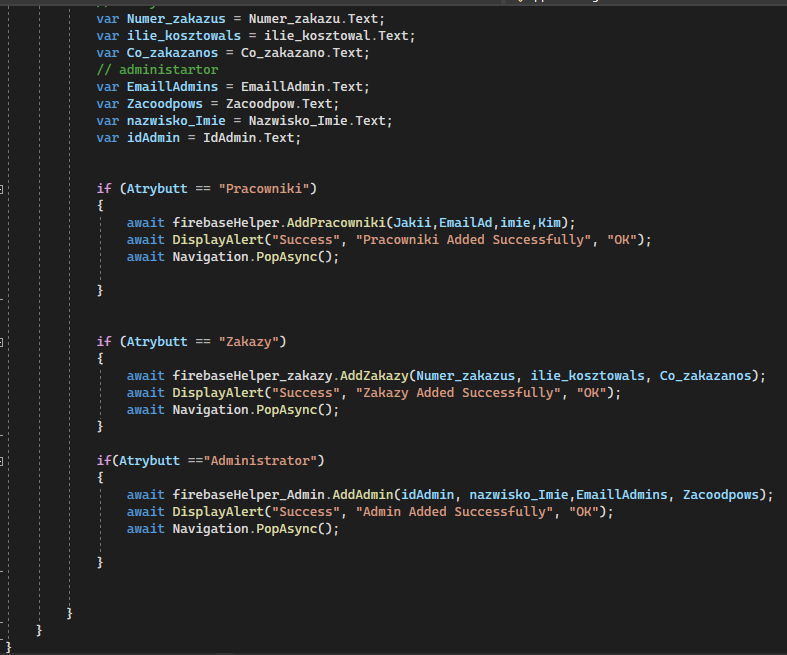 var Numer_zakazus = Numer_zakazu.Text;
var ilie_kosztowals = ilie_kosztowal.Text;
var Co_zakazanos = Co_zakazano.Text;
// administartor
var EmaillAdmins = EmaillAdmin.Text;
var Zacoodpows = Zacoodpow.Text;
var nazwisko_Imie = Nazwisko_Imie.Text;
var idAdmin = IdAdmin.Text;
if (Atrybutt == "Pracowniki")
{
await firebaseHelper.AddPracowniki(Jakii,EmailAd,imie,Kim);
await DisplayAlert("Success", "Pracowniki Added Successfully", "OK");
await Navigation.PopAsync();
}
if (Atrybutt == "Zakazy")
{
await firebaseHelper_zakazy.AddZakazy(Numer_zakazus, ilie_kosztowals, Co_zakazanos);
await DisplayAlert("Success", "Zakazy Added Successfully", "OK");
await Navigation.PopAsync();
}
if(Atrybutt =="Administrator")
{
await firebaseHelper_Admin.AddAdmin(idAdmin, nazwisko_Imie,EmaillAdmins, Zacoodpows);
await DisplayAlert("Success", "Admin Added Successfully", "OK");
await Navigation.PopAsync();
}
}
}
}